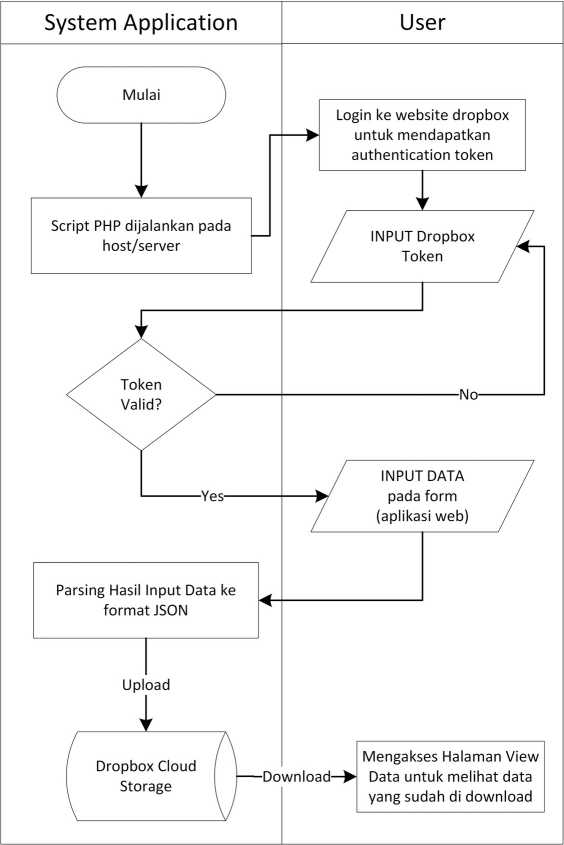 System Application
User
Mulai
Login ke website dropbox
untuk mendapatkan
authentication token
Script PHP dijalankan pada
host/server
INPUT Dropbox
Token
Token
Valid?
No
Yes
INPUT DATA
pada form
(aplikasi web)
Parsing Hasil Input Data ke
format JSON
Upload
Dropbox Cloud
Storage
Download
Mengakses Halaman View
Data untuk melihat data
yang sudah di download